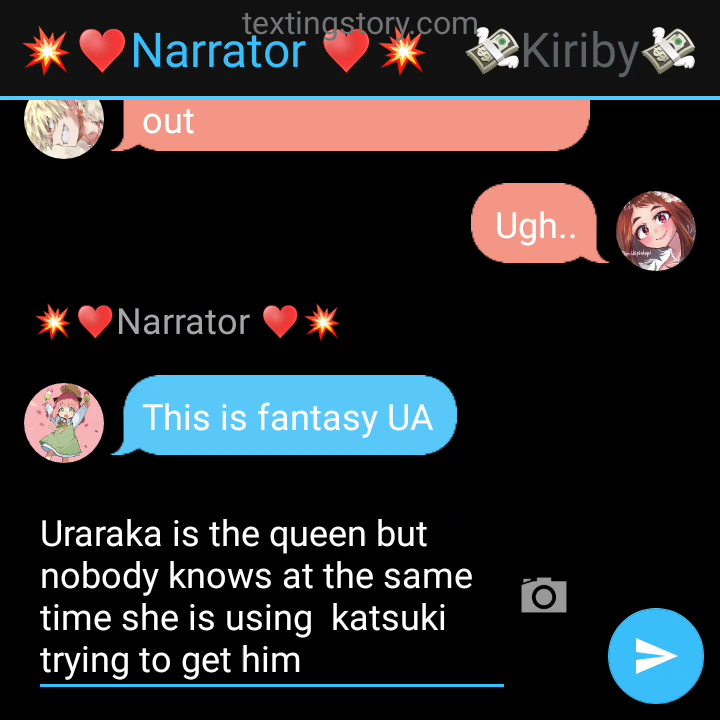 textingstory.com
💥❤️Narrator ❤️💥 💸Kiriby💸
out
Ugh..
💥❤️Narrator ❤️💥
This is fantasy UA
Uraraka is the queen but
nobody knows at the same
time she is using  katsuki
trying to get him